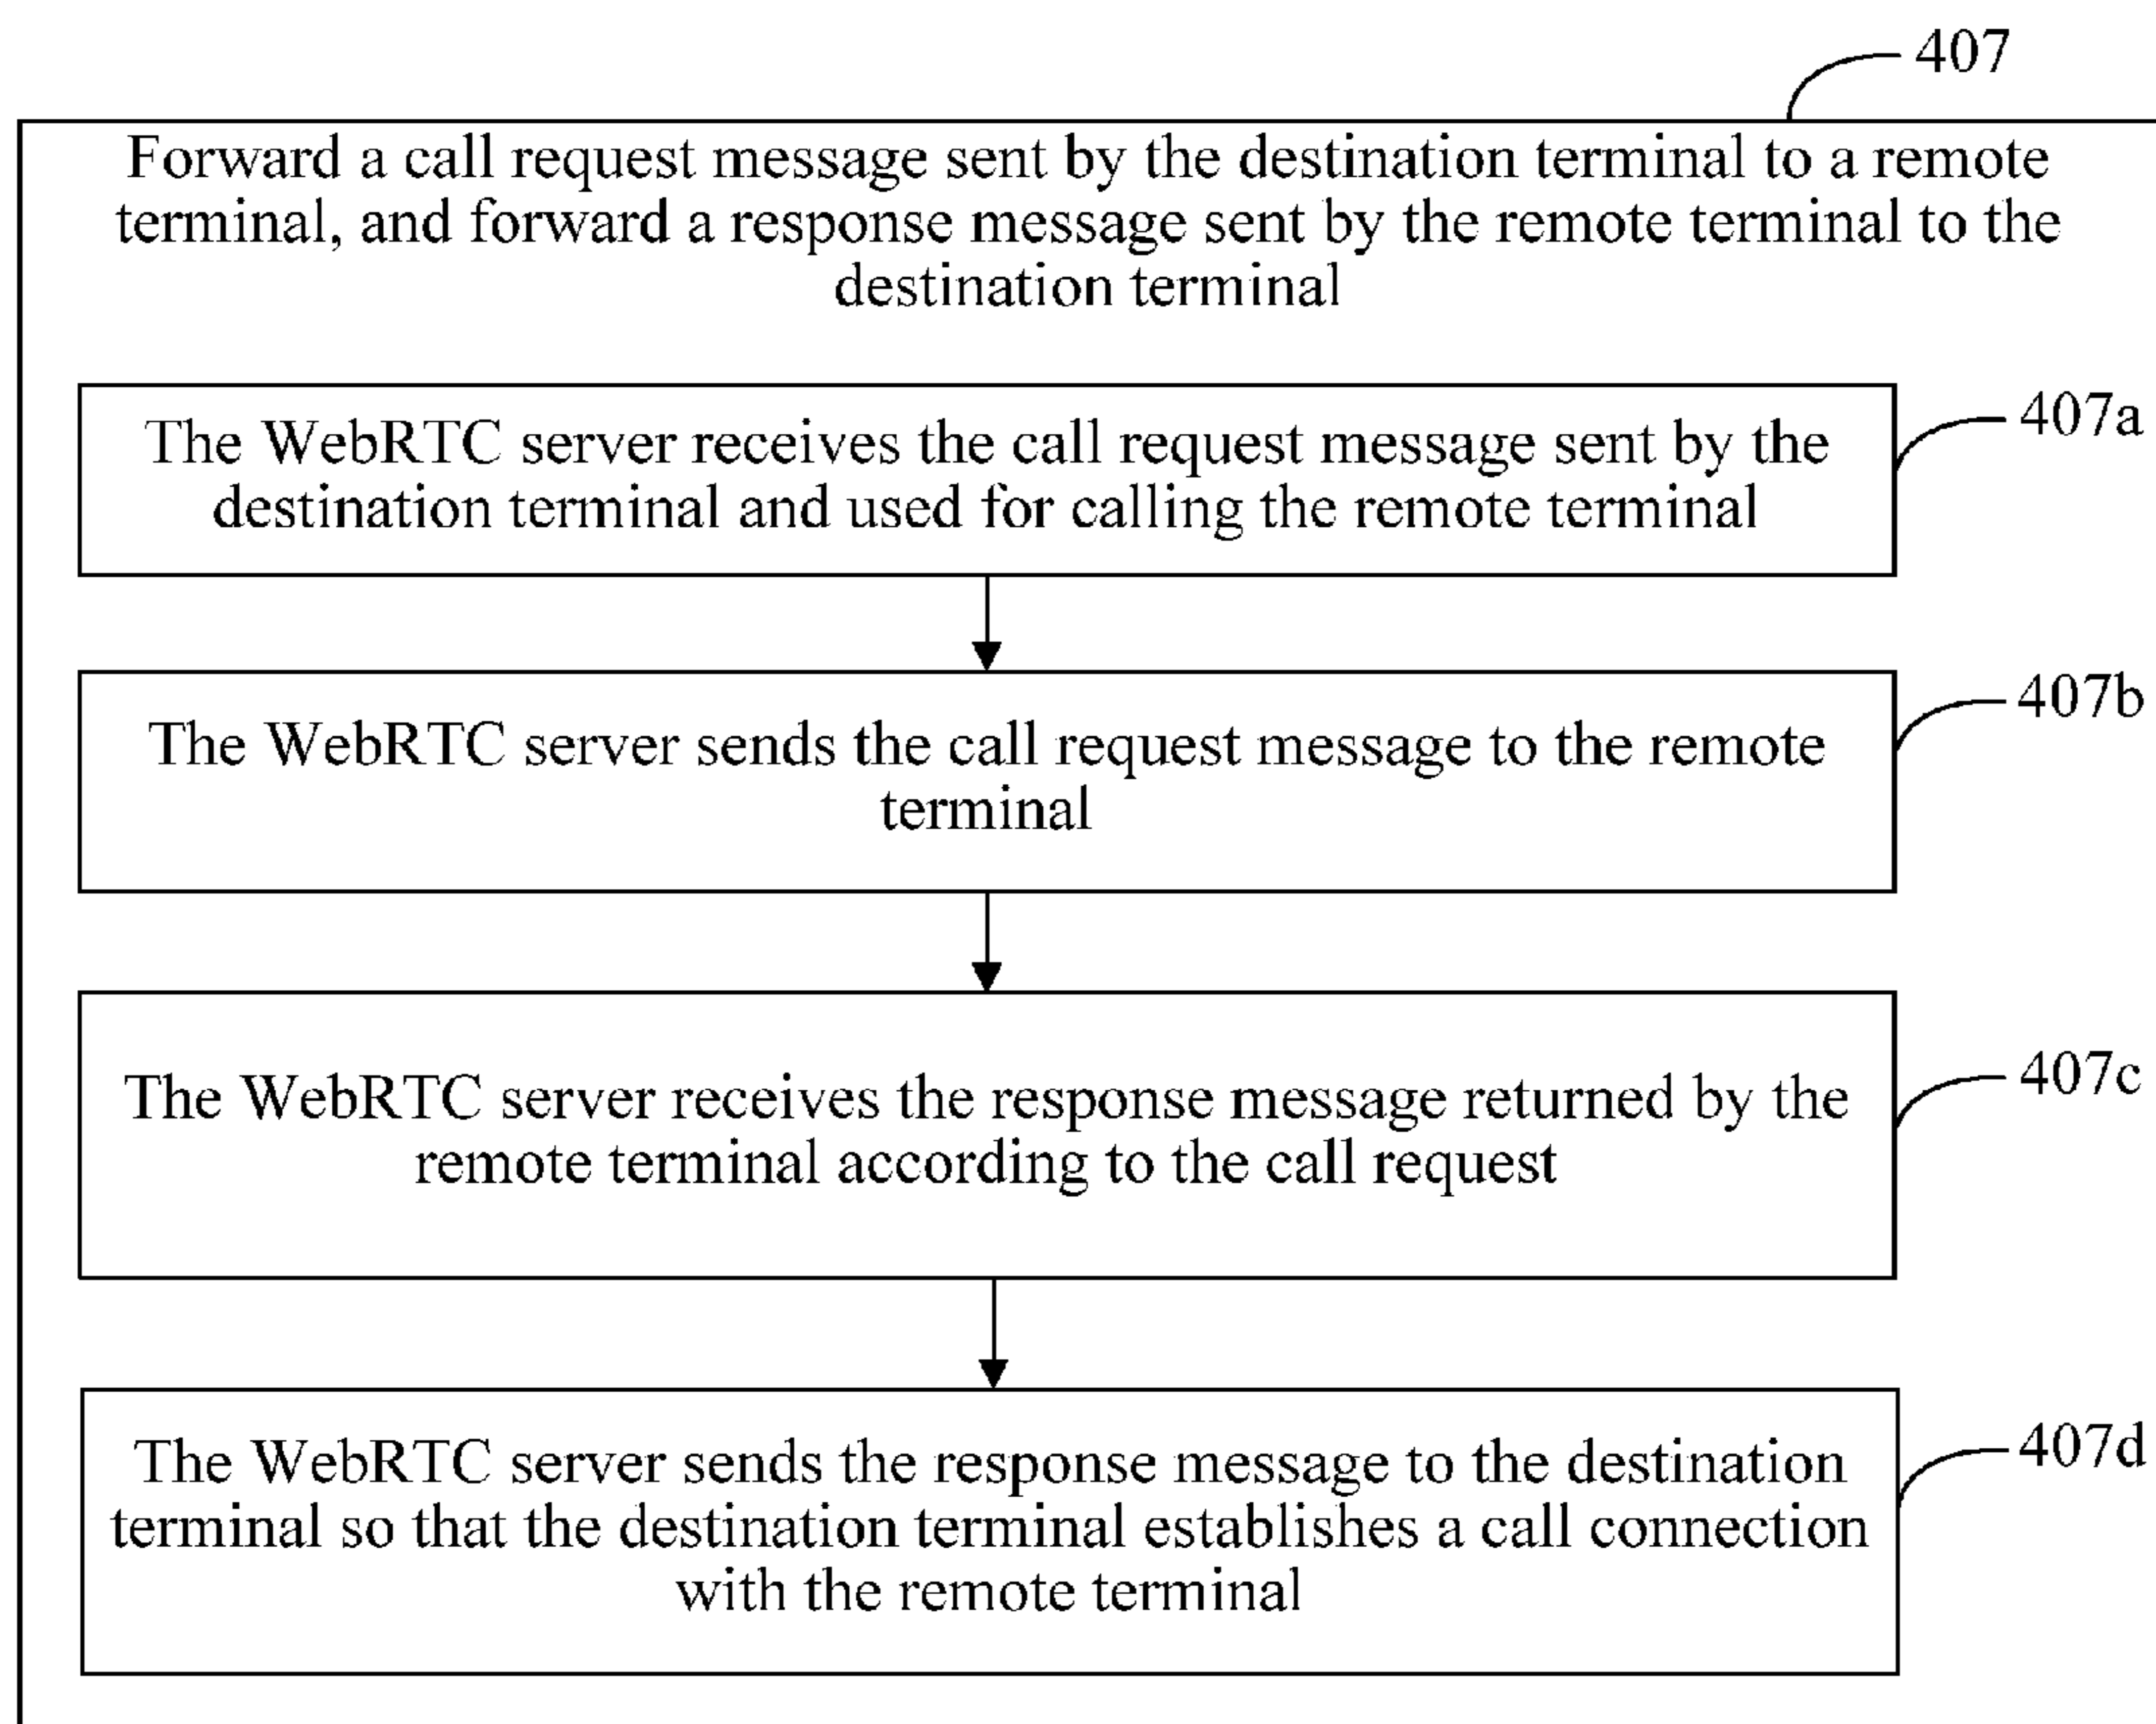 407
Forward a call request message sent by the destination terminal to a remote
terminal, and forward a response message sent by the remote terminal to the
destination terminal
407a
The WebRTC server receives the call request message sent by the
destination terminal and used for calling the remote terminal
407b
The WebRTC server sends the call request message to the remote
terminal
407c
The WebRTC server receives the response message returned by the
remote terminal according to the call request
407d
The WebRTC server sends the response message to the destination
terminal so that the destination terminal establishes a call connection
with the remote terminal